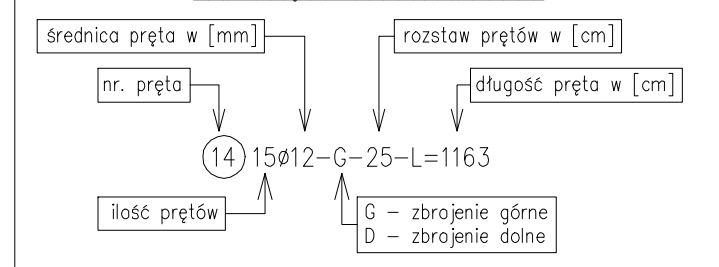 średnica pręta w [mm]
rozstaw prętów w [cm]
nr. pręta
długość pręta w [cm]
14 15ø12-G-25-L=1163
ilość prętów
G - zbrojenie górne
D - zbrojenie dolne